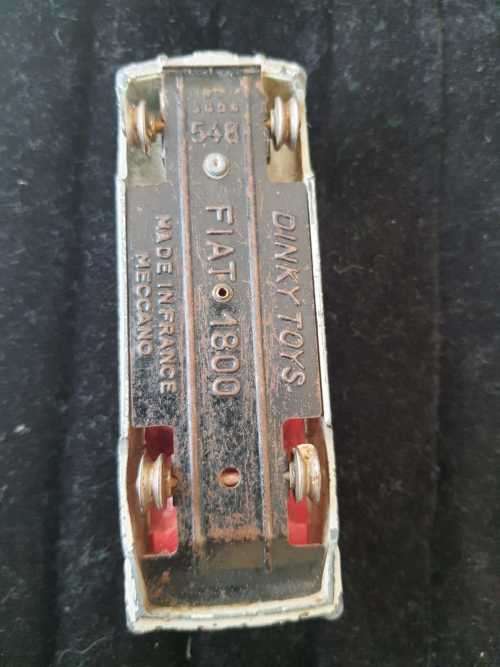 548
DINKY TOYS
FIAT 1800
MADE IN FRANCE
MECCANO